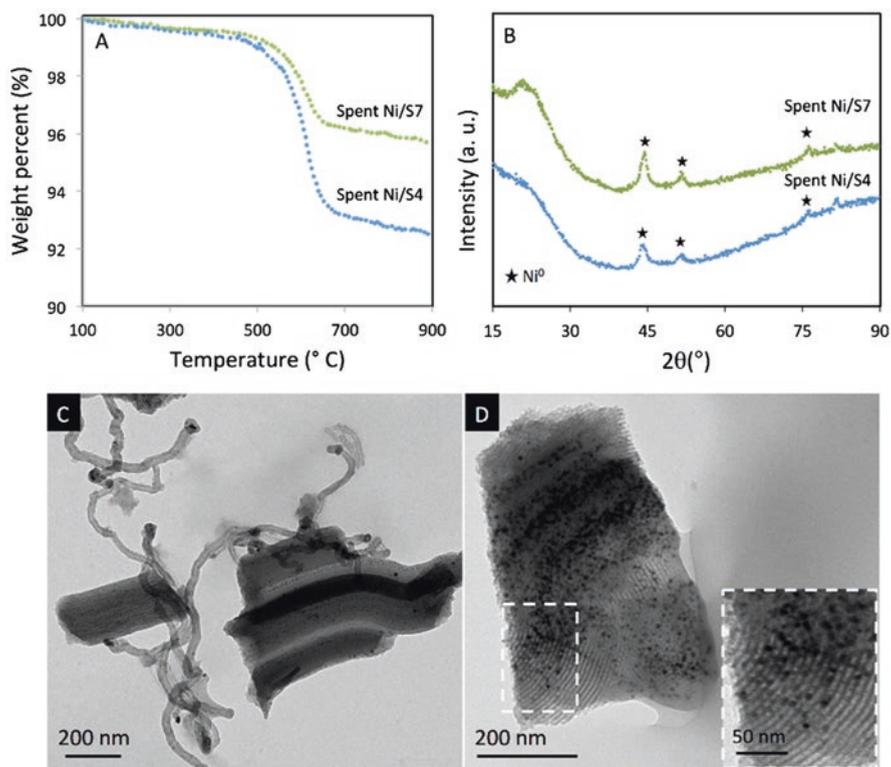 A
Weight percent (%)
100
98
96
94
92
90
Spent Ni/S7
Spent Ni/S4
100 300 500 700 900
Temperature (° C)
B
Intensity (a. u.)
Spent Ni/S7
Spent Ni/S4
★ Ni⁰
15 30 45 60 75 90
2θ(°)
C
200 nm
D
200 nm
50 nm